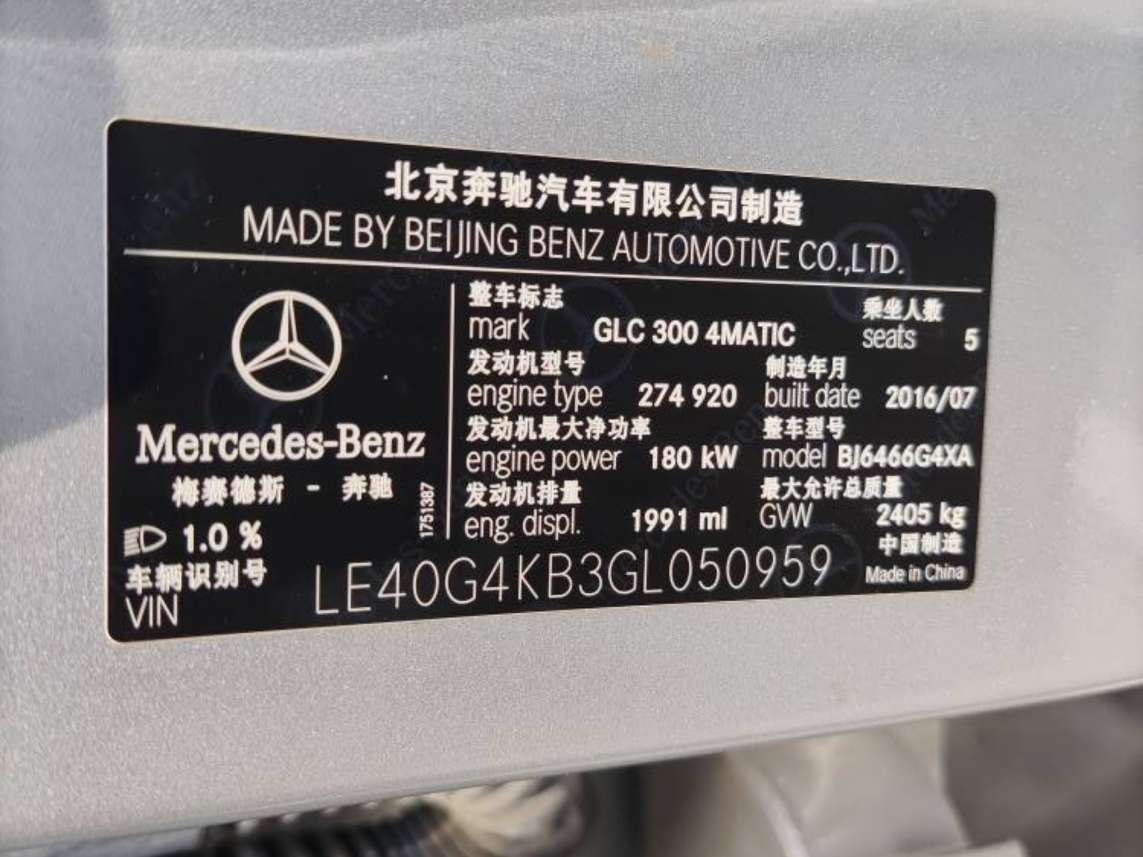 北京奔驰汽车有限公司制造
MADE BY BEIJING BENZ AUTOMOTIVE CO.,LTD.
Mercedes-Benz
梅赛德斯 - 奔驰
1.0 %
1751387
整车标志 乘坐人数
mark GLC 300 4MATIC seats 5
发动机型号 制造年月
engine type 274 920 built date 2016/07
发动机最大净功率 整车型号
engine power 180 kW model BJ6466G4XA
发动机排量 最大允许总质量
eng. displ. 1991 ml GVW 2405 kg
中国制造
Made in China
车辆识别号
VIN LE40G4KB3GL050959